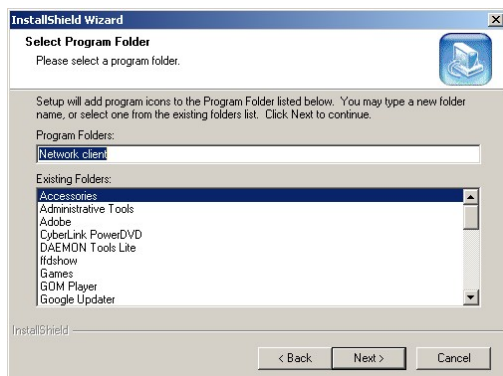 InstallShield Wizard
Select Program Folder
Please select a program folder.
Setup will add program icons to the Program Folder listed below. You may type a new folder
name, or select one from the existing folders list. Click Next to continue.
Program Folders:
Network client
Existing Folders:
Accessories
Administrative Tools
Adobe
CyberLink PowerDVD
DAEMON Tools Lite
ffdshow
Games
GOM Player
Google Updater
InstallShield
< Back
Next >
Cancel